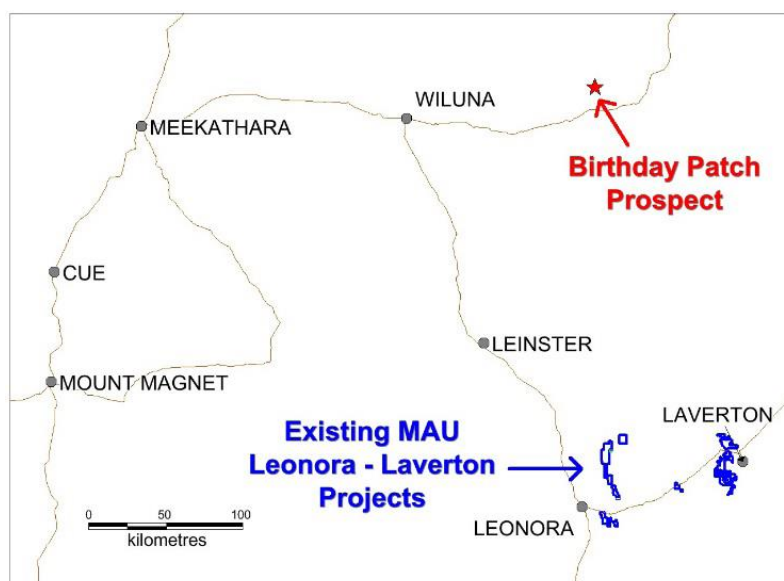 WILUNA
MEEKATHARA
Birthday Patch
Prospect
CUE
LEINSTER
MOUNT MAGNET
LAVERTON
Existing MAU
Leonora - Laverton
Projects
LEONORA
0 50 100
kilometres